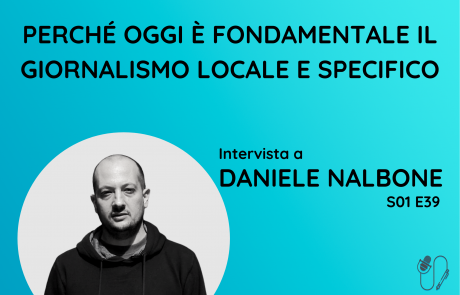 PERCHÉ OGGI È FONDAMENTALE IL
GIORNALISMO LOCALE E SPECIFICO
Intervista a
DANIELE NALBONE
S01 E39